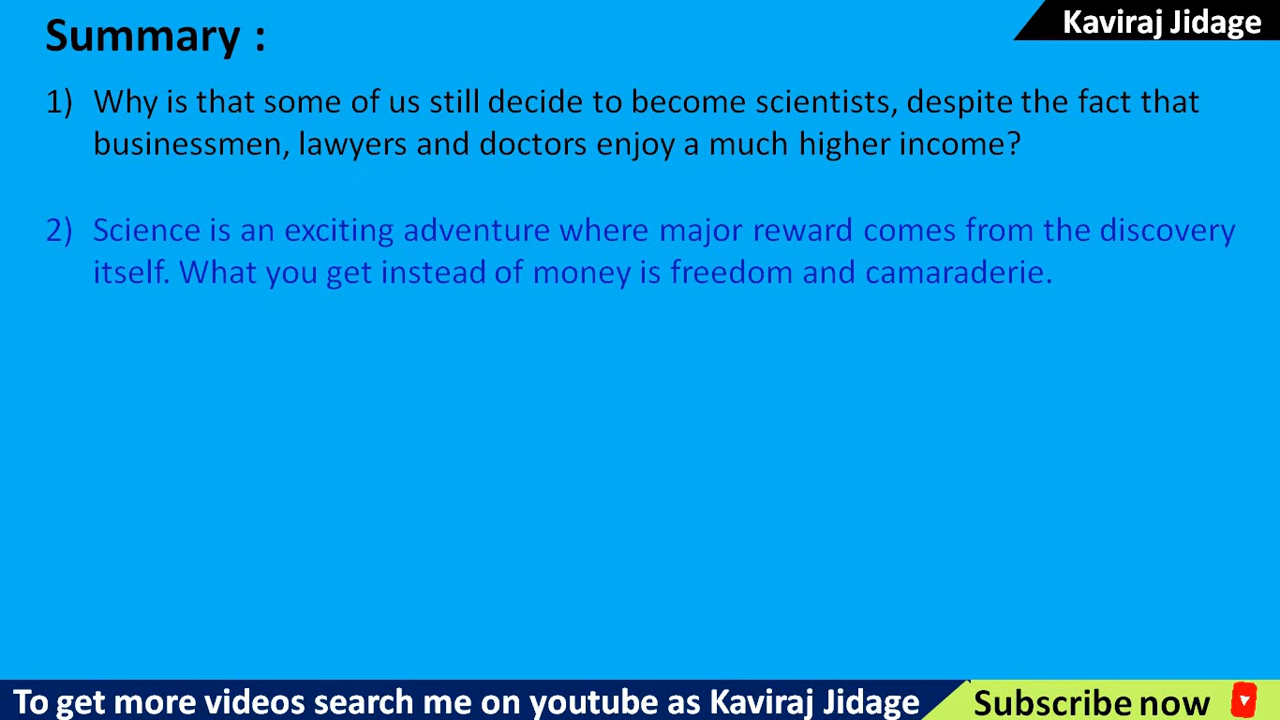 Summary :
Kaviraj Jidage
1) Why is that some of us still decide to become scientists, despite the fact that
businessmen, lawyers and doctors enjoy a much higher income?
2) Science is an exciting adventure where major reward comes from the discovery
itself. What you get instead of money is freedom and camaraderie.
To get more videos search me on youtube as Kaviraj Jidage
Subscribe now